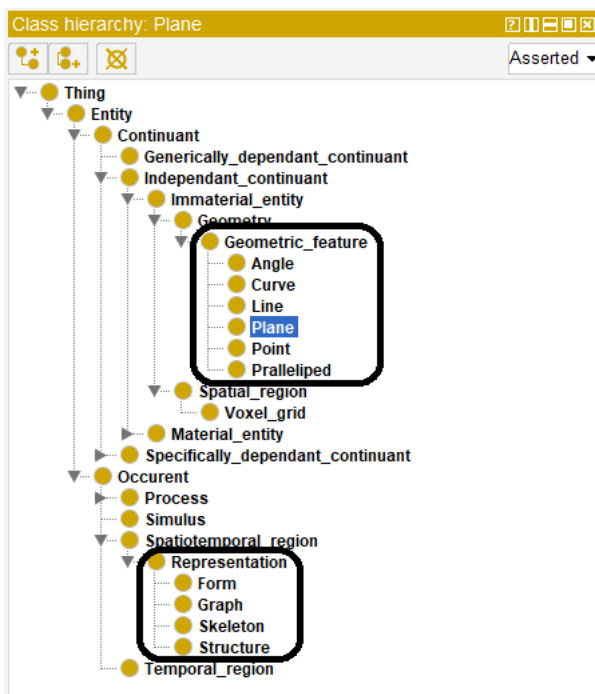 Class hierarchy: Plane
Asserted
Thing
Entity
Continuant
Generically_dependant_continuant
Independant_continuant
Immaterial_entity
Geometry
Geometric_feature
Angle
Curve
Line
Plane
Point
Pralleliped
Spatial_region
Voxel_grid
Material_entity
Specifically_dependant_continuant
Occurent
Process
Simulus
Spatiotemporal_region
Representation
Form
Graph
Skeleton
Structure
Temporal_region